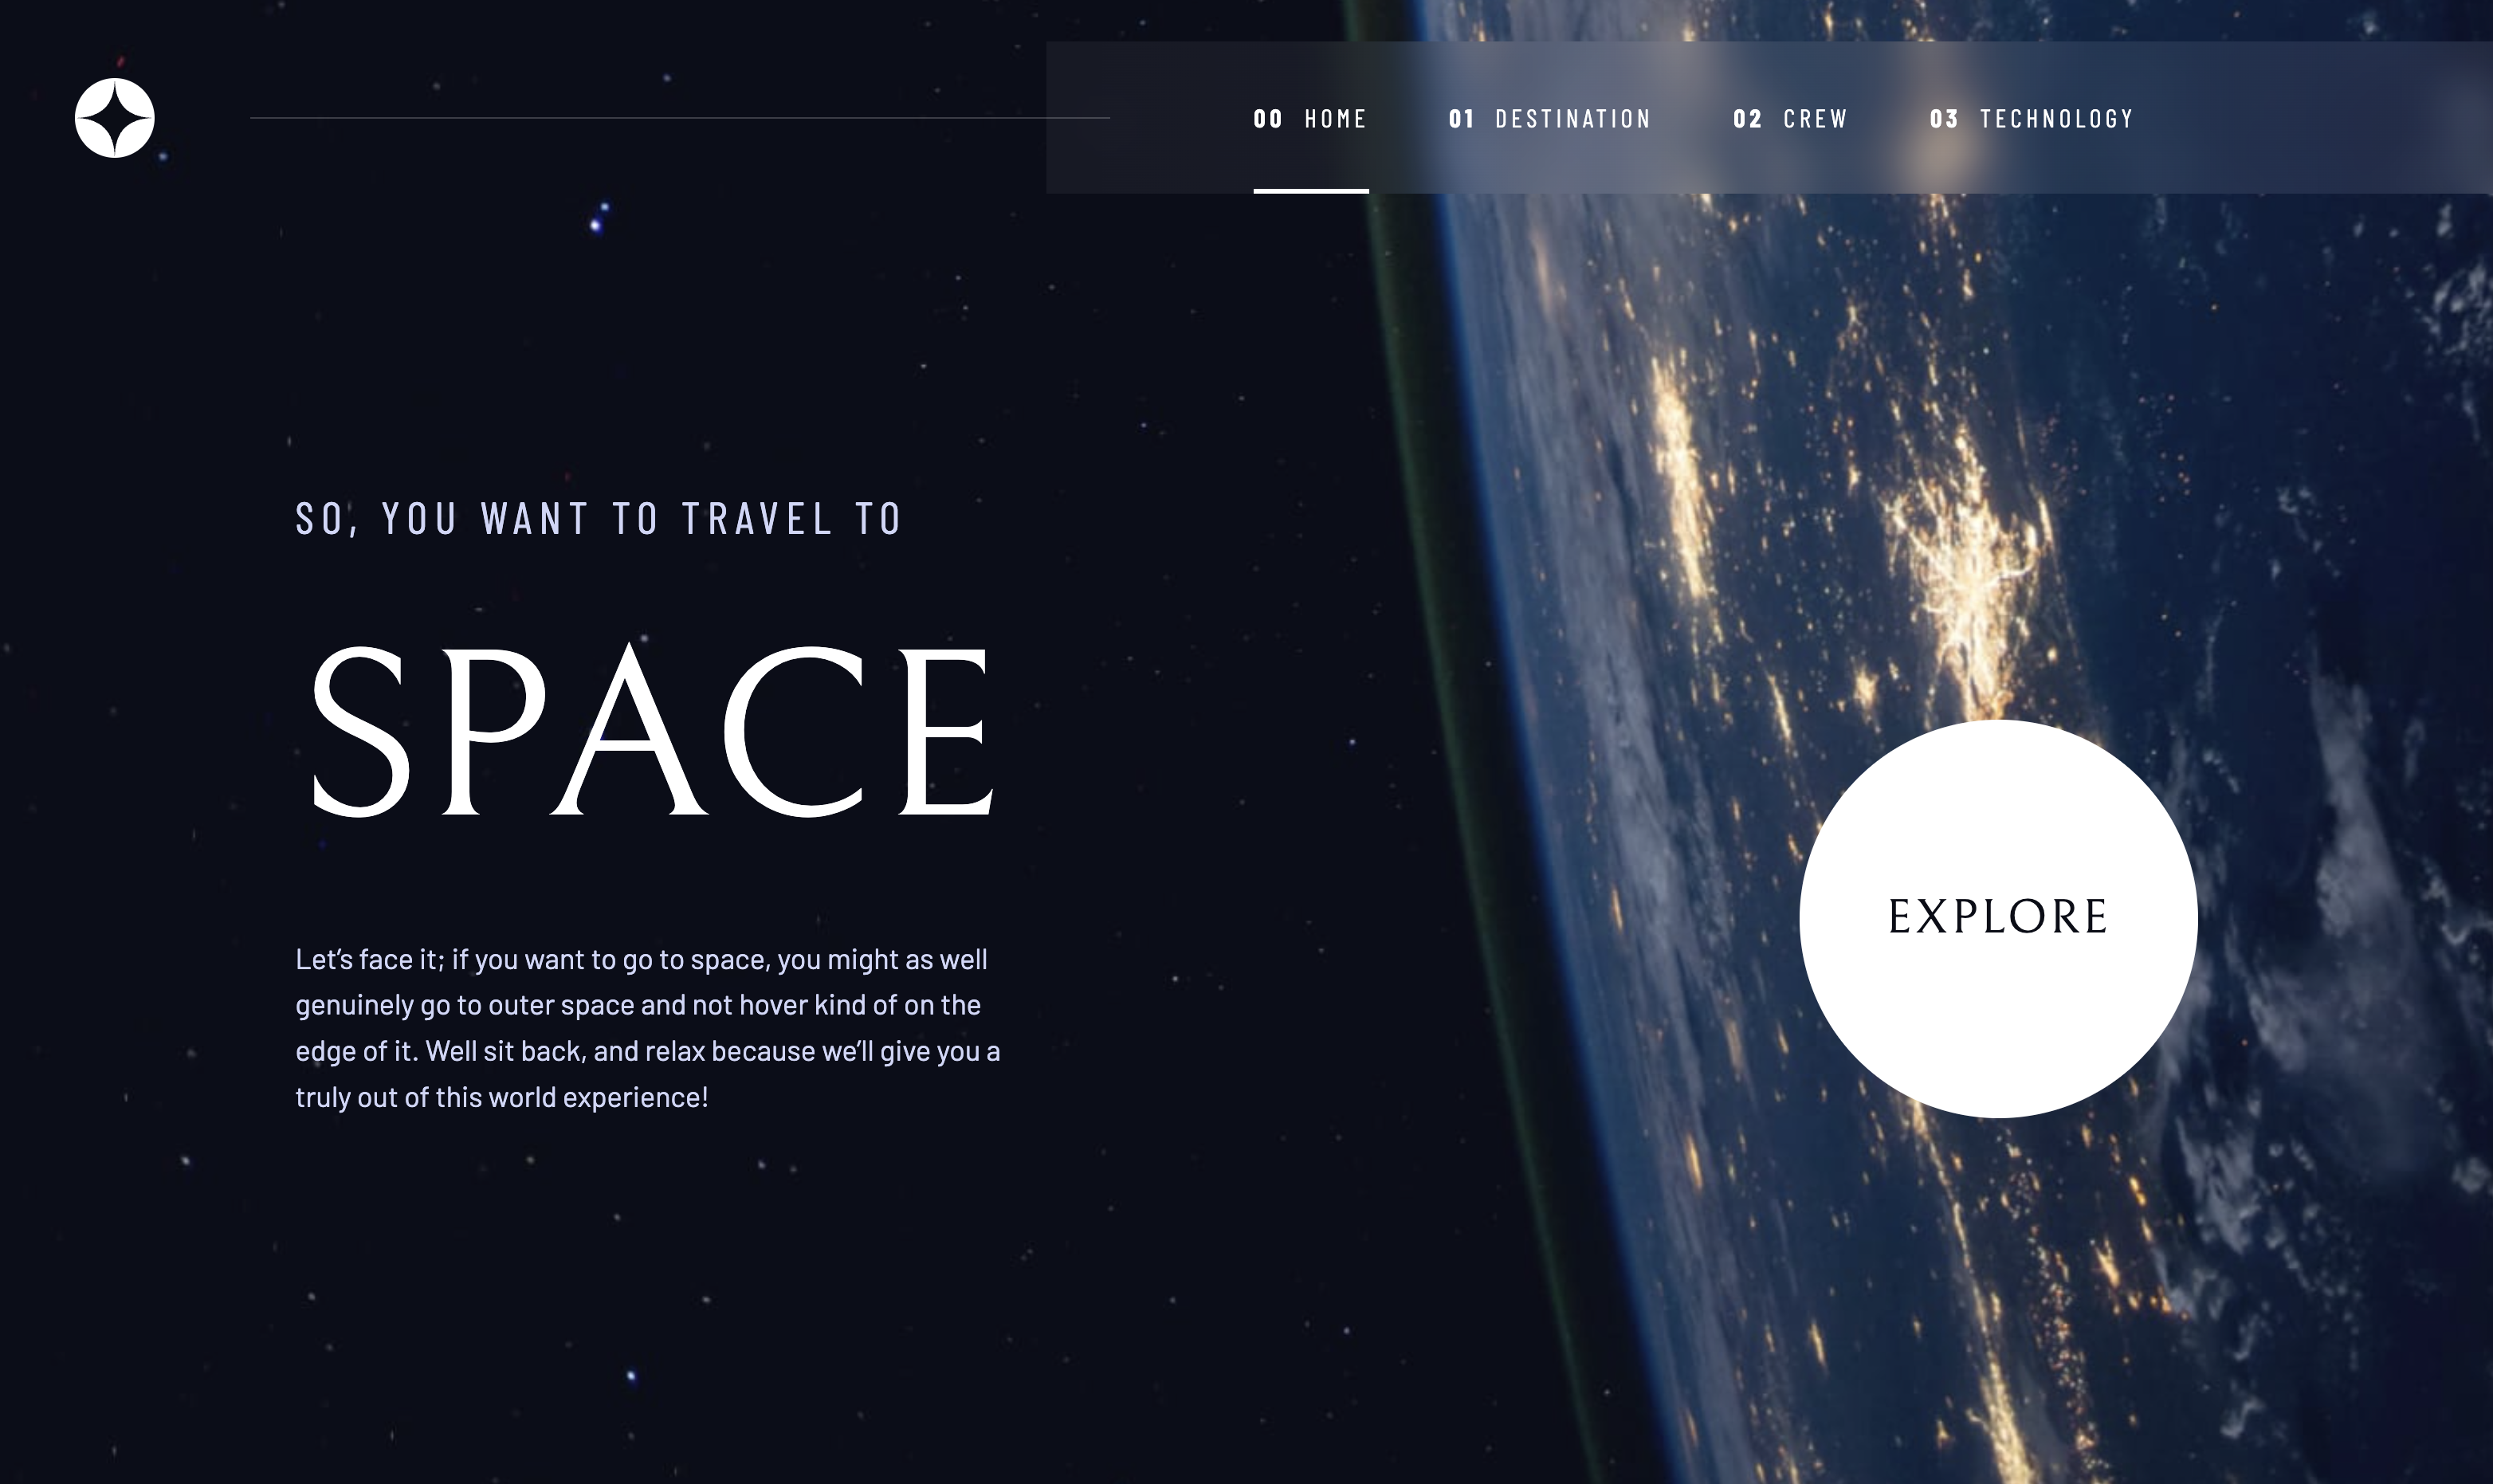 00 HOME 01 DESTINATION 02 CREW 03 TECHNOLOGY
SO, YOU WANT TO TRAVEL TO
SPACE
Let’s face it; if you want to go to space, you might as well
genuinely go to outer space and not hover kind of on the
edge of it. Well sit back, and relax because we’ll give you a
truly out of this world experience!
EXPLORE